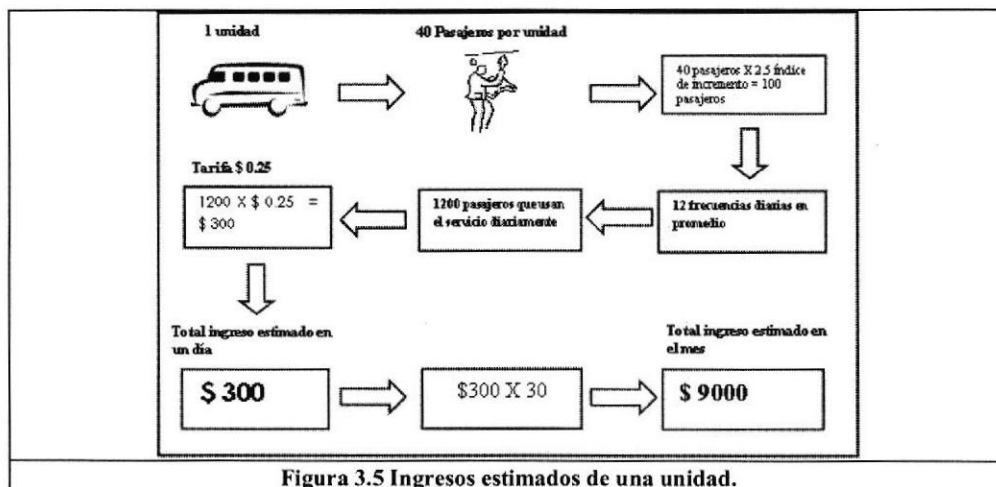 1 unidad
40 Pasajeros por unidad
40 pasajeros X 2.5 índice
de incremento = 100
pasajeros
12 frecuencias diarias en
promedio
1200 pasajeros que usan
el servicio diariamente
Tarifa $ 0.25
1200 X $ 0.25 =
$ 300
Total ingreso estimado en
un día
$ 300
$300 X 30
Total ingreso estimado en
el mes
$ 9000
Figura 3.5 Ingresos estimados de una unidad.